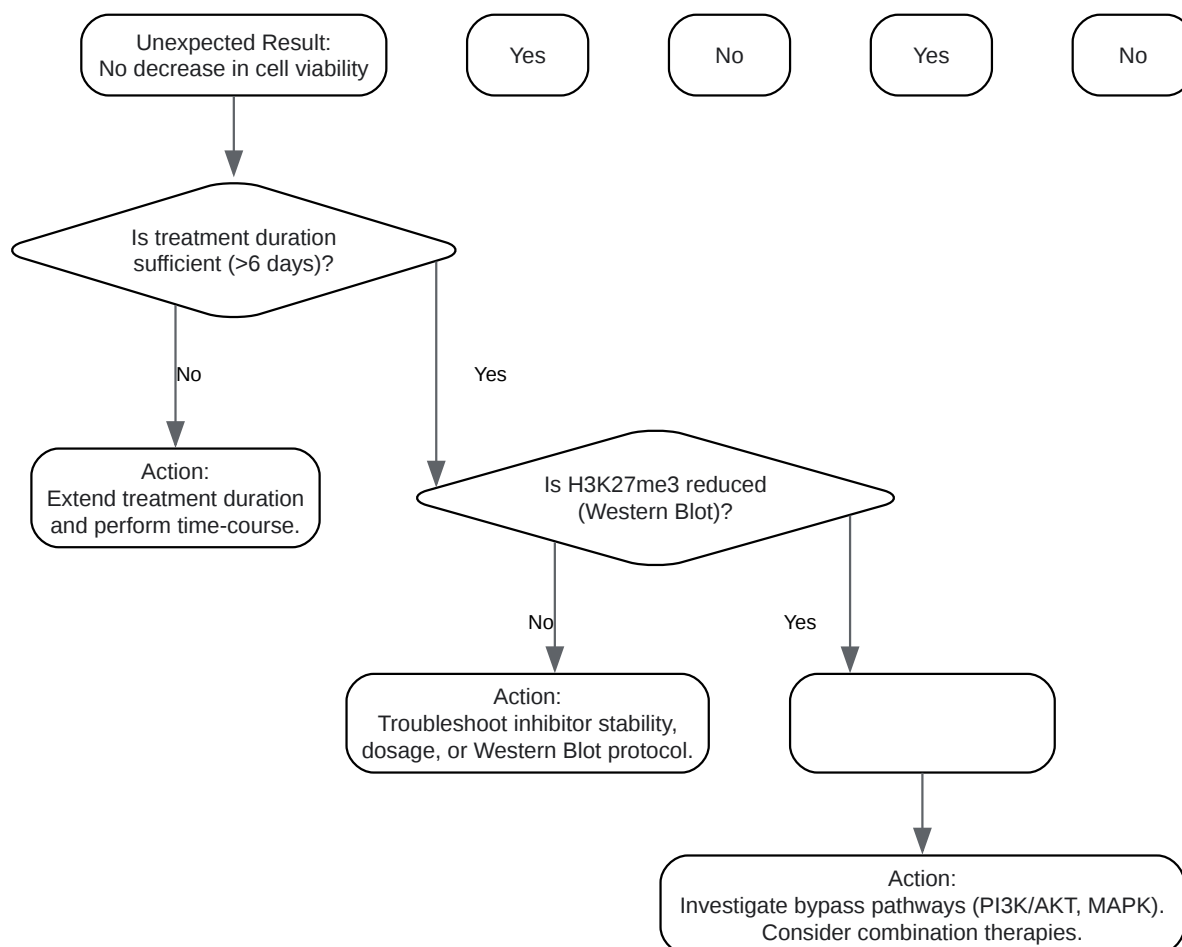 Unexpected Result:
No decrease in cell viability
Yes
No
Yes
No
Is treatment duration
sufficient (>6 days)?
No
Yes
Action:
Extend treatment duration
and perform time-course.
Is H3K27me3 reduced
(Western Blot)?
No
Yes
Action:
Troubleshoot inhibitor stability,
dosage, or Western Blot protocol.
Action:
Investigate bypass pathways (PI3K/AKT, MAPK).
Consider combination therapies.